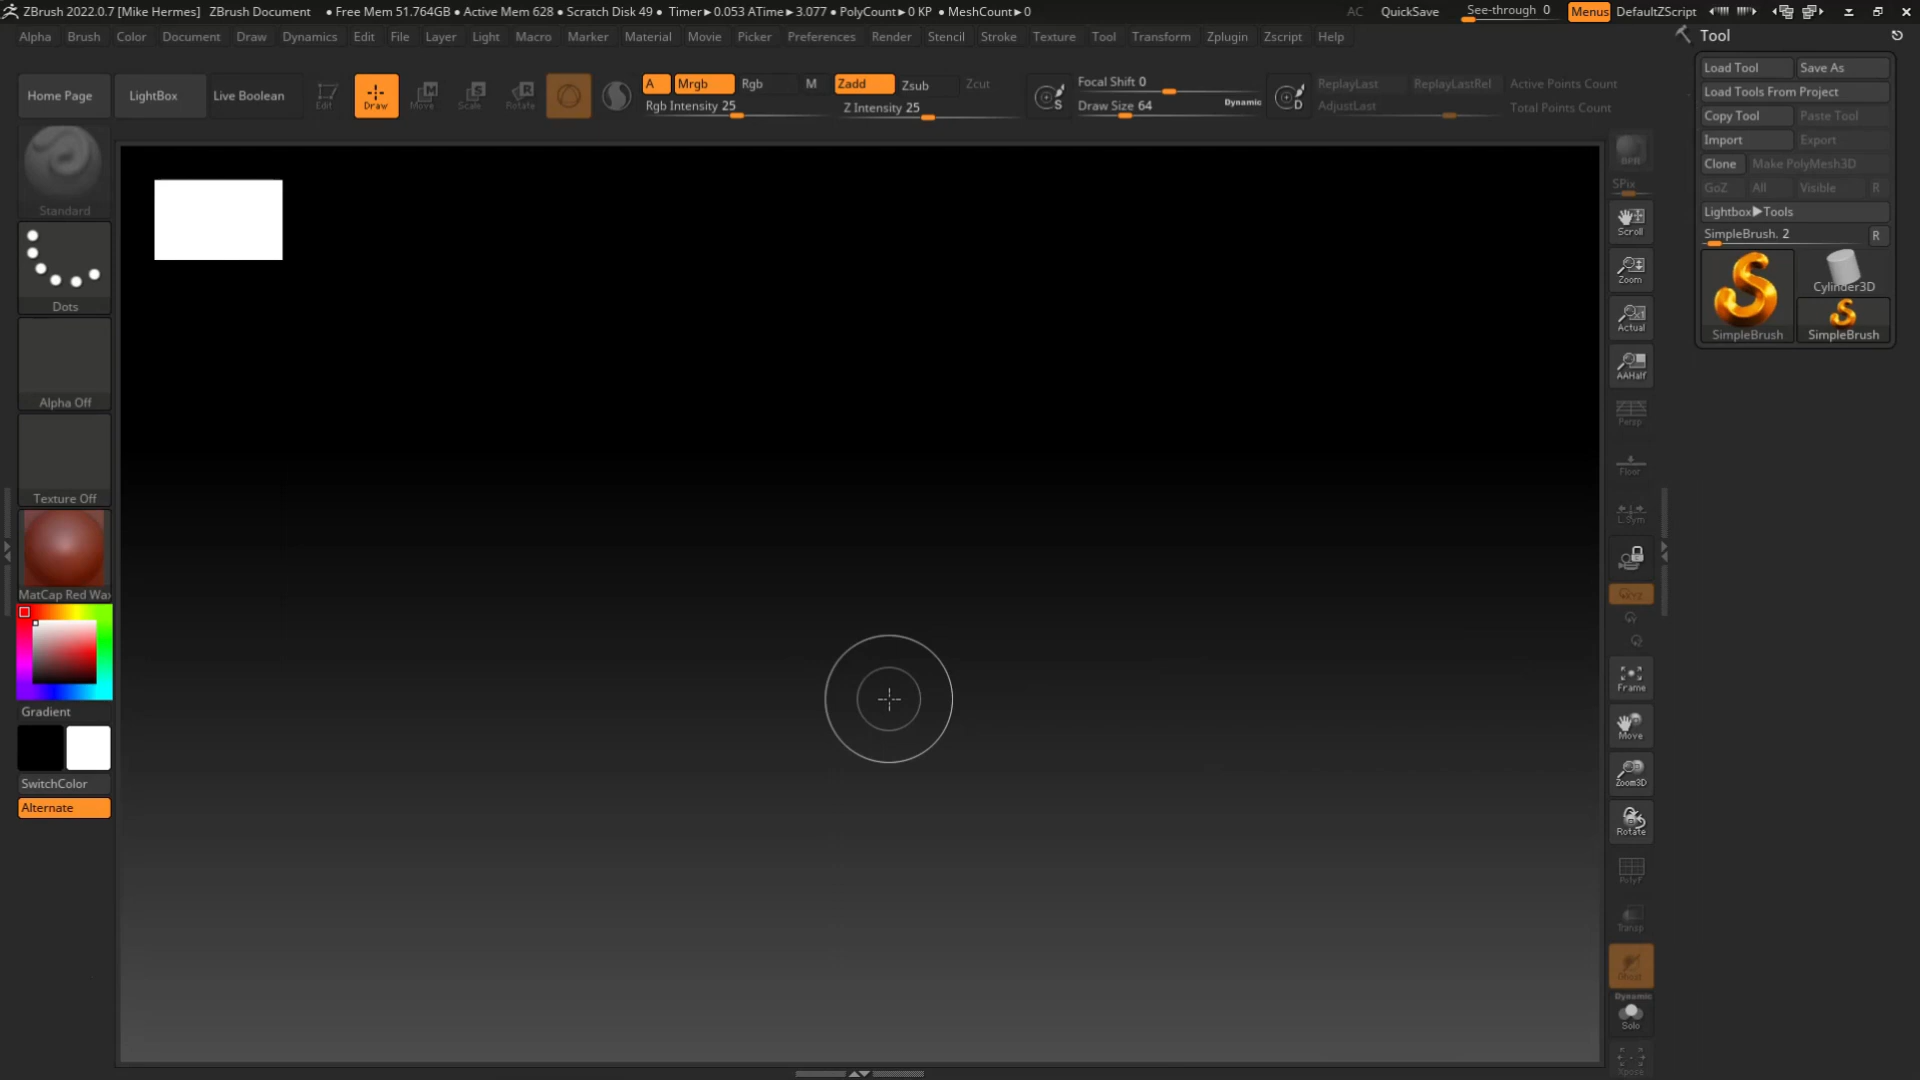 ZBrush 2022.0.7 [Mike Hermes] ZBrush Document • Free Mem 51.764GB • Active Mem 628 • Scratch Disk 49 • Timer▸0.053 ATime▸3.077 • PolyCount▸0 KP • MeshCount▸0 AC QuickSave See-through 0 Menus DefaultZScript
Alpha Brush Color Document Draw Dynamics Edit File Layer Light Macro Marker Material Movie Picker Preferences Render Stencil Stroke Texture Tool Transform Zplugin Zscript Help
Home Page LightBox Live Boolean Edit Draw Move Scale Rotate
A Mrgb Rgb M Zadd Zsub Zcut
Rgb Intensity 25 Z Intensity 25
Focal Shift 0
Draw Size 64 Dynamic
ReplayLast ReplayLastRel Active Points Count
AdjustLast Total Points Count
Standard
Dots
Alpha Off
Texture Off
MatCap Red Wax
Gradient
SwitchColor
Alternate
BPR
SPix
Scroll
Zoom
Actual
AAHalf
Persp
Floor
L.Sym
XYZ
Y
Z
Frame
Move
Zoom3D
Rotate
PolyF
Transp
Ghost
Dynamic
Solo
Xpose
Tool
Load Tool Save As
Load Tools From Project
Copy Tool Paste Tool
Import Export
Clone Make PolyMesh3D
GoZ All Visible R
Lightbox▸Tools
SimpleBrush. 2 R
Cylinder3D
SimpleBrush SimpleBrush